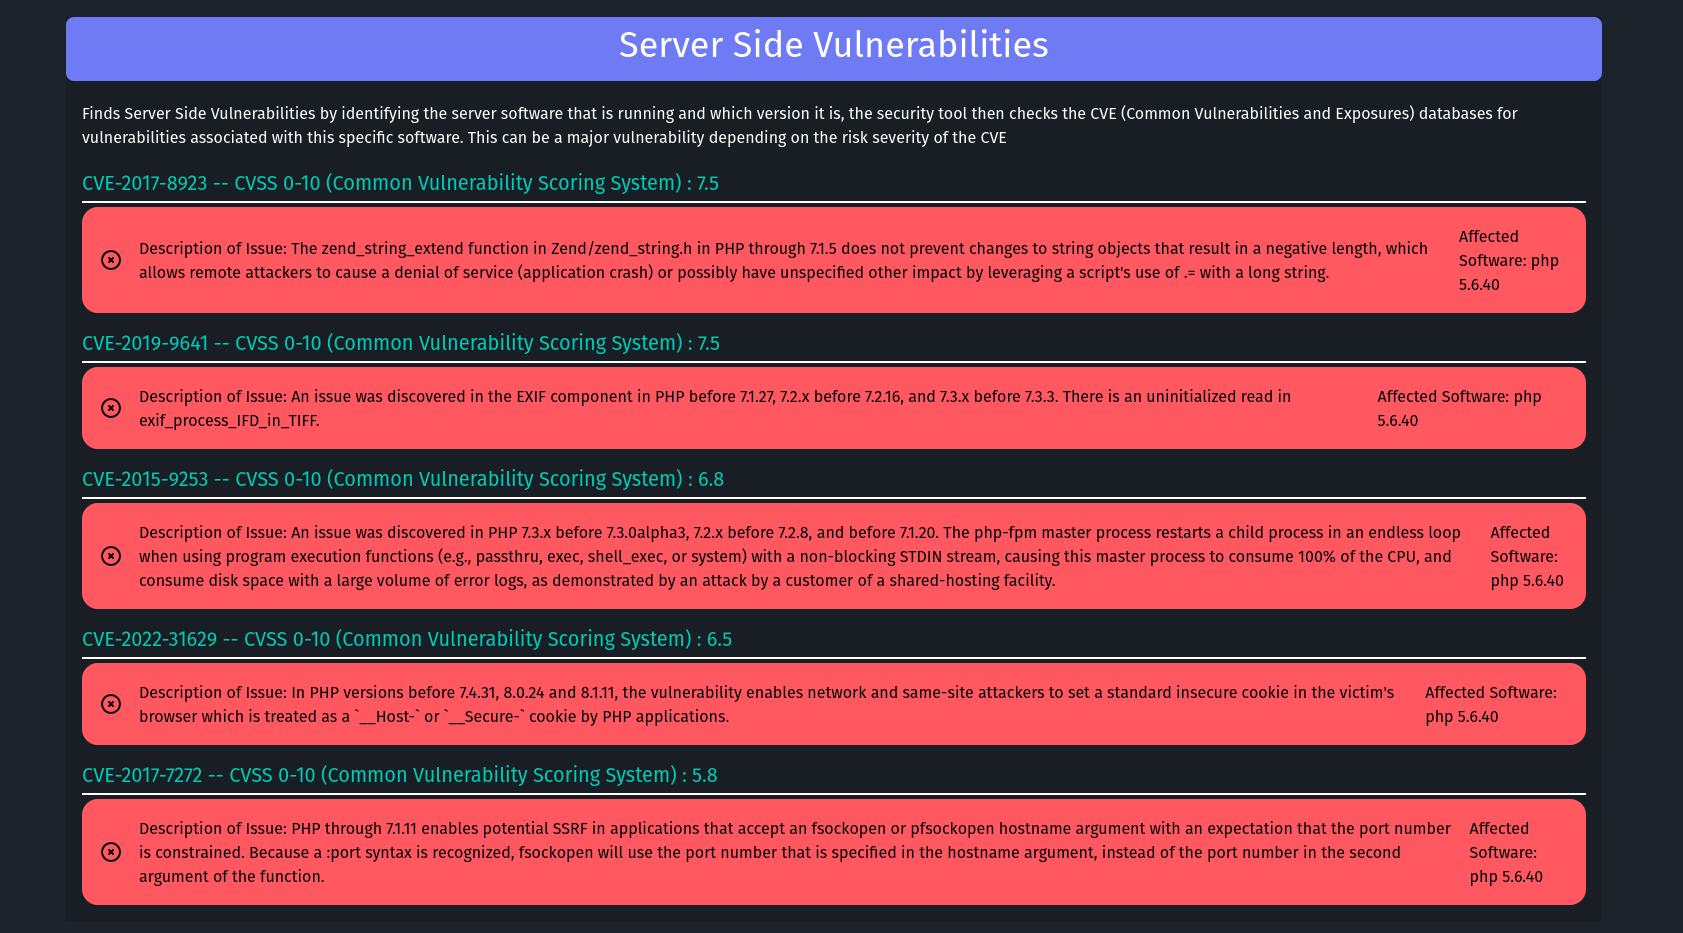 Server Side Vulnerabilities
Finds Server Side Vulnerabilities by identifying the server software that is running and which version it is, the security tool then checks the CVE (Common Vulnerabilities and Exposures) databases for
vulnerabilities associated with this specific software. This can be a major vulnerability depending on the risk severity of the CVE
CVE-2017-8923 -- CVSS 0-10 (Common Vulnerability Scoring System) : 7.5
Description of Issue: The zend_string_extend function in Zend/zend_string.h in PHP through 7.1.5 does not prevent changes to string objects that result in a negative length, which
allows remote attackers to cause a denial of service (application crash) or possibly have unspecified other impact by leveraging a script's use of .= with a long string.
Affected
Software: php
5.6.40
CVE-2019-9641 -- CVSS 0-10 (Common Vulnerability Scoring System) : 7.5
Description of Issue: An issue was discovered in the EXIF component in PHP before 7.1.27, 7.2.x before 7.2.16, and 7.3.x before 7.3.3. There is an uninitialized read in
exif_process_IFD_in_TIFF.
Affected Software: php
5.6.40
CVE-2015-9253 -- CVSS 0-10 (Common Vulnerability Scoring System) : 6.8
Description of Issue: An issue was discovered in PHP 7.3.x before 7.3.0alpha3, 7.2.x before 7.2.8, and before 7.1.20. The php-fpm master process restarts a child process in an endless loop
when using program execution functions (e.g., passthru, exec, shell_exec, or system) with a non-blocking STDIN stream, causing this master process to consume 100% of the CPU, and
consume disk space with a large volume of error logs, as demonstrated by an attack by a customer of a shared-hosting facility.
Affected
Software:
php 5.6.40
CVE-2022-31629 -- CVSS 0-10 (Common Vulnerability Scoring System) : 6.5
Description of Issue: In PHP versions before 7.4.31, 8.0.24 and 8.1.11, the vulnerability enables network and same-site attackers to set a standard insecure cookie in the victim's
browser which is treated as a `__Host-` or `__Secure-` cookie by PHP applications.
Affected Software:
php 5.6.40
CVE-2017-7272 -- CVSS 0-10 (Common Vulnerability Scoring System) : 5.8
Description of Issue: PHP through 7.1.11 enables potential SSRF in applications that accept an fsockopen or pfsockopen hostname argument with an expectation that the port number
is constrained. Because a :port syntax is recognized, fsockopen will use the port number that is specified in the hostname argument, instead of the port number in the second
argument of the function.
Affected
Software:
php 5.6.40